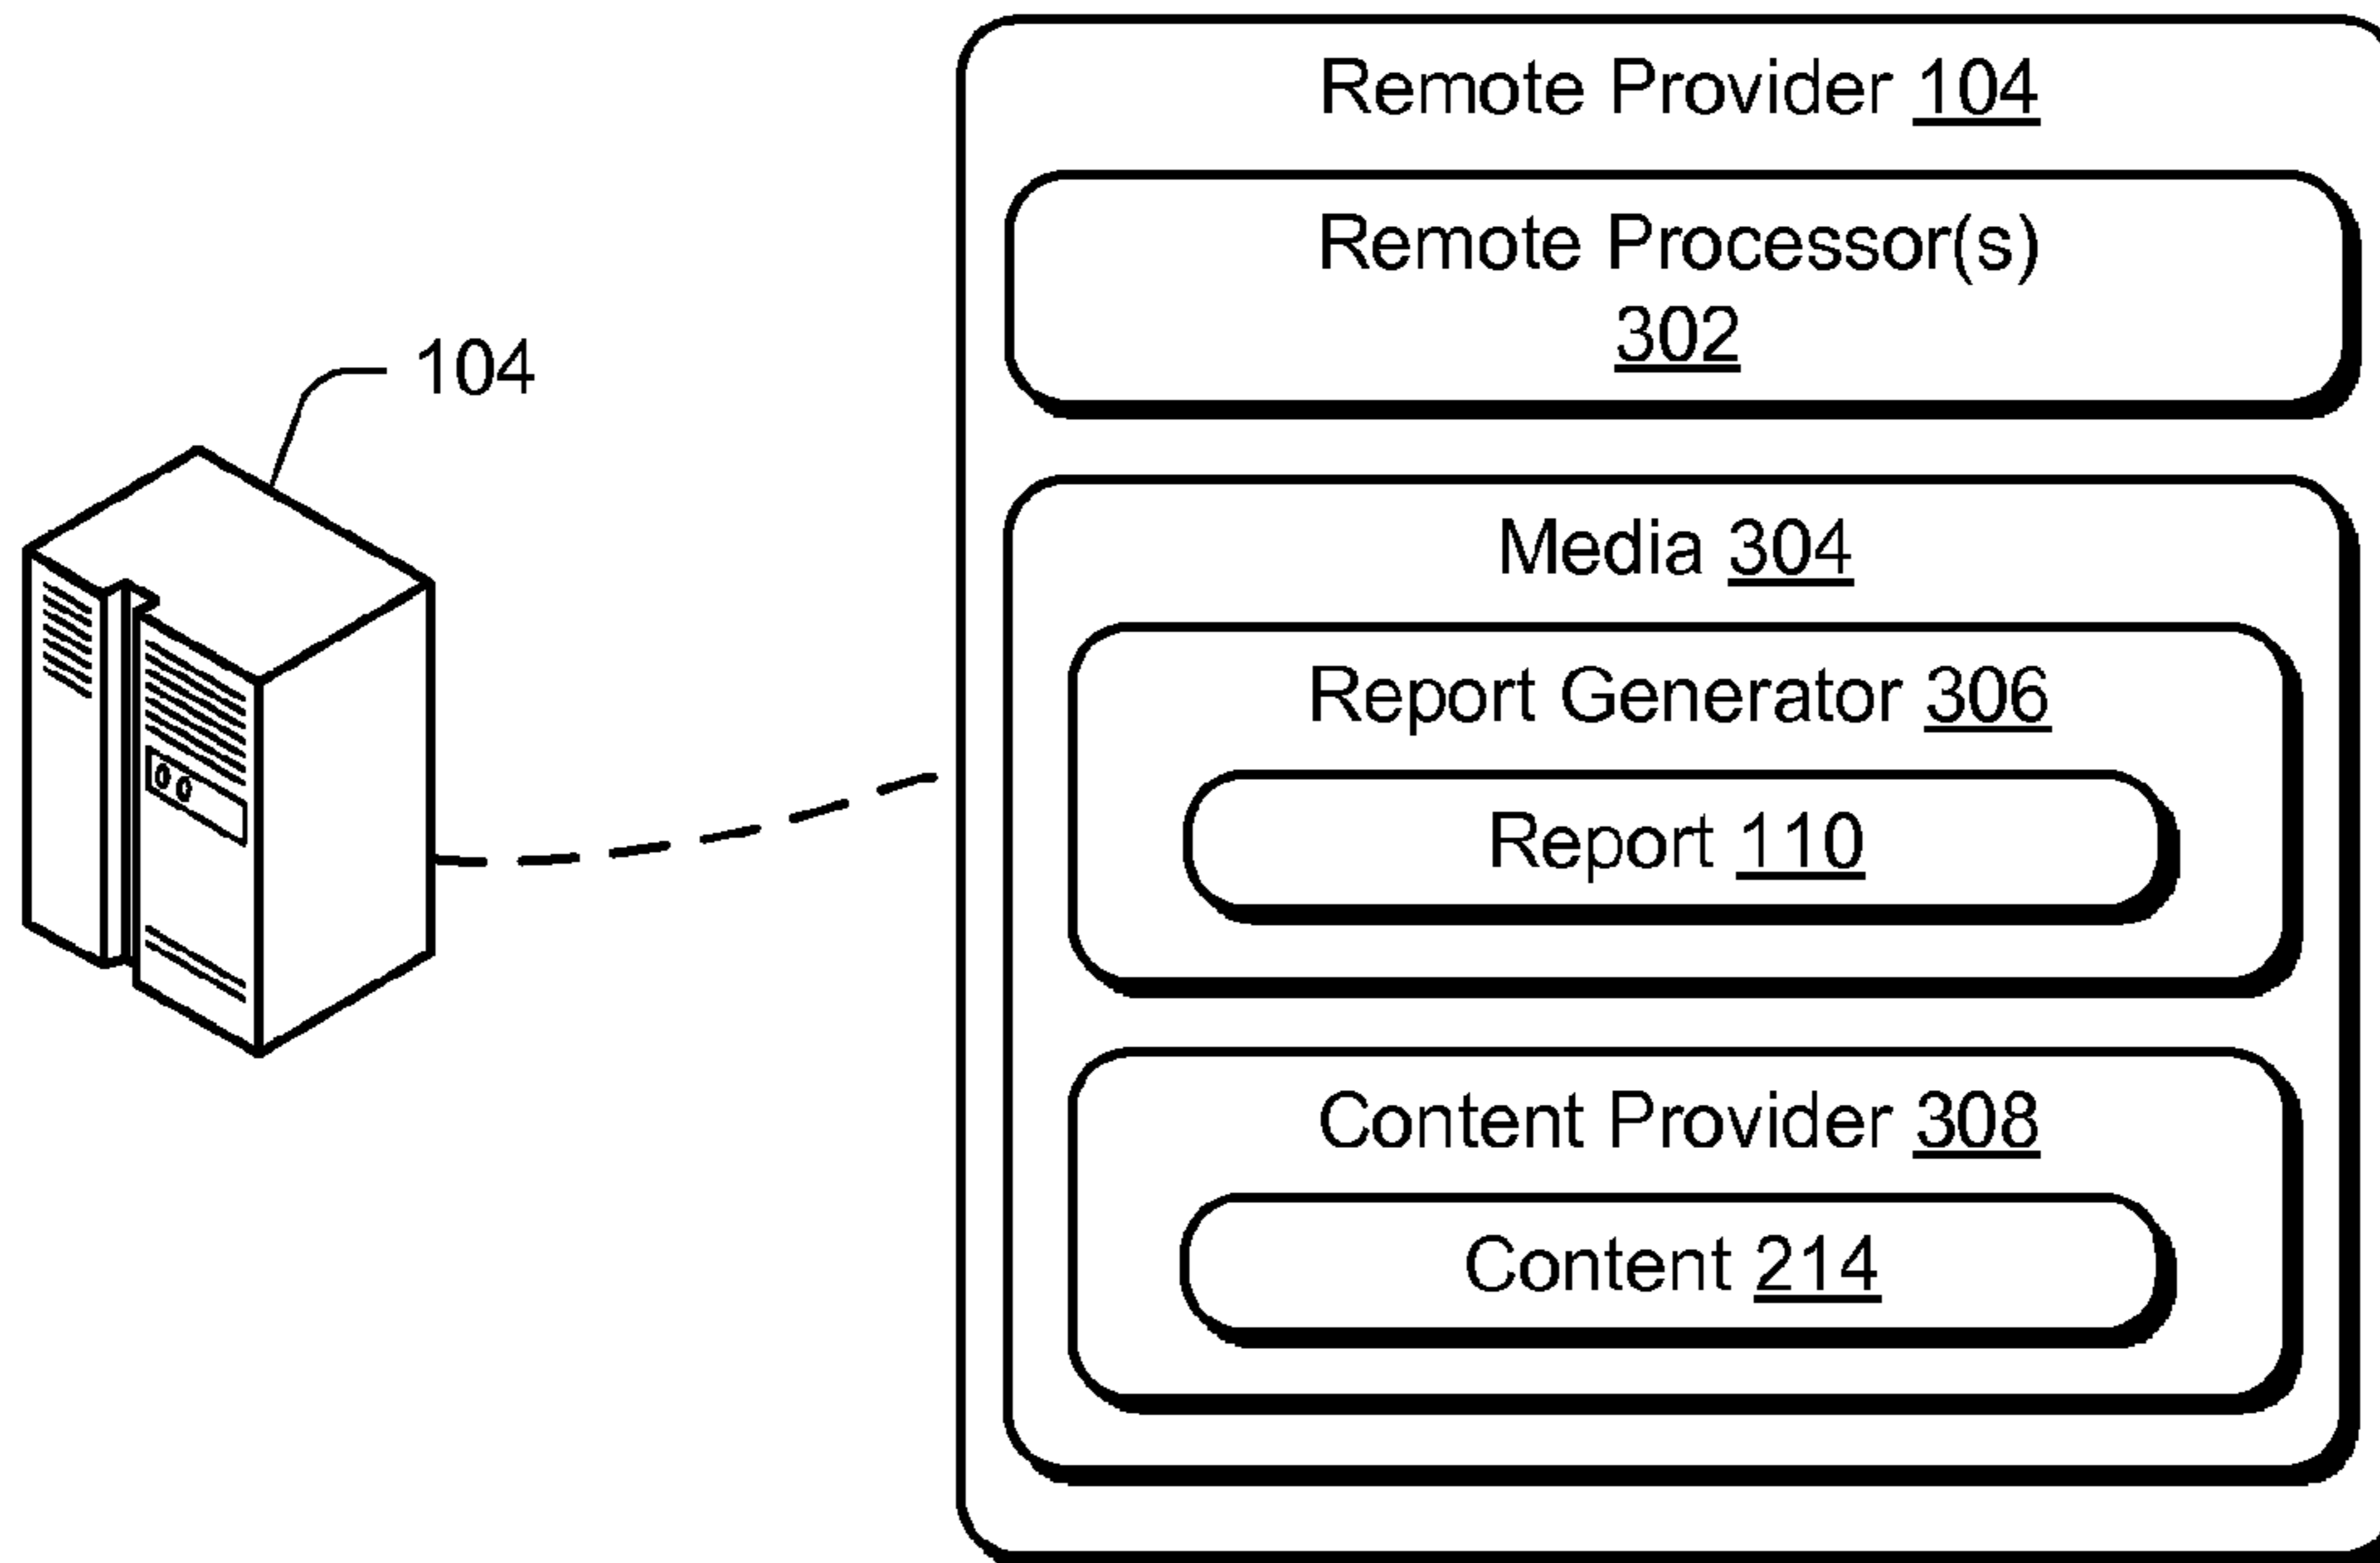 104
Remote Provider 104
Remote Processor(s)
302
Media 304
Report Generator 306
Report 110
Content Provider 308
Content 214